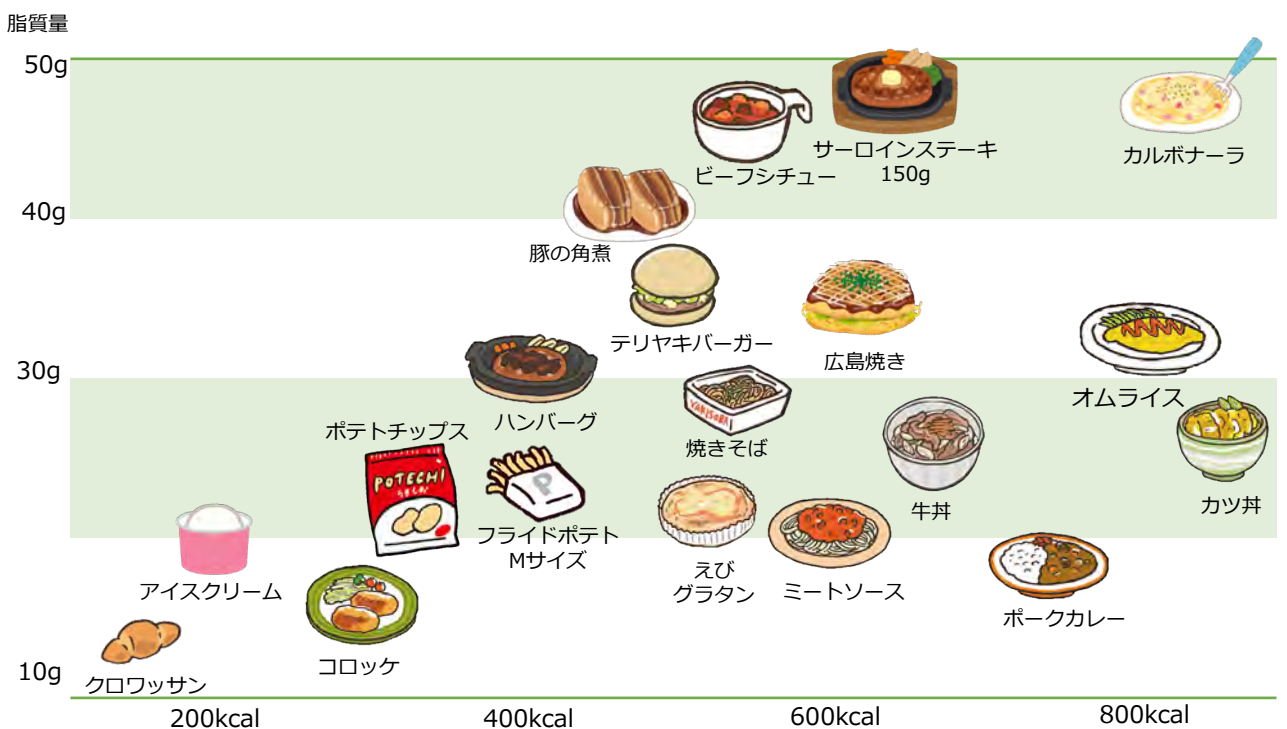 脂質量
50g
サーロインステーキ
150g
カルボナーラ
ビーフシチュー
40g
豚の角煮
テリヤキバーガー
広島焼き
30g
オムライス
ハンバーグ
YAKISOBA
焼きそば
ポテトチップス
POTECHI
うすしお
P
フライドポテト
Mサイズ
牛丼
カツ丼
えび
グラタン
ミートソース
アイスクリーム
ポークカレー
コロッケ
クロワッサン
10g
200kcal
400kcal
600kcal
800kcal